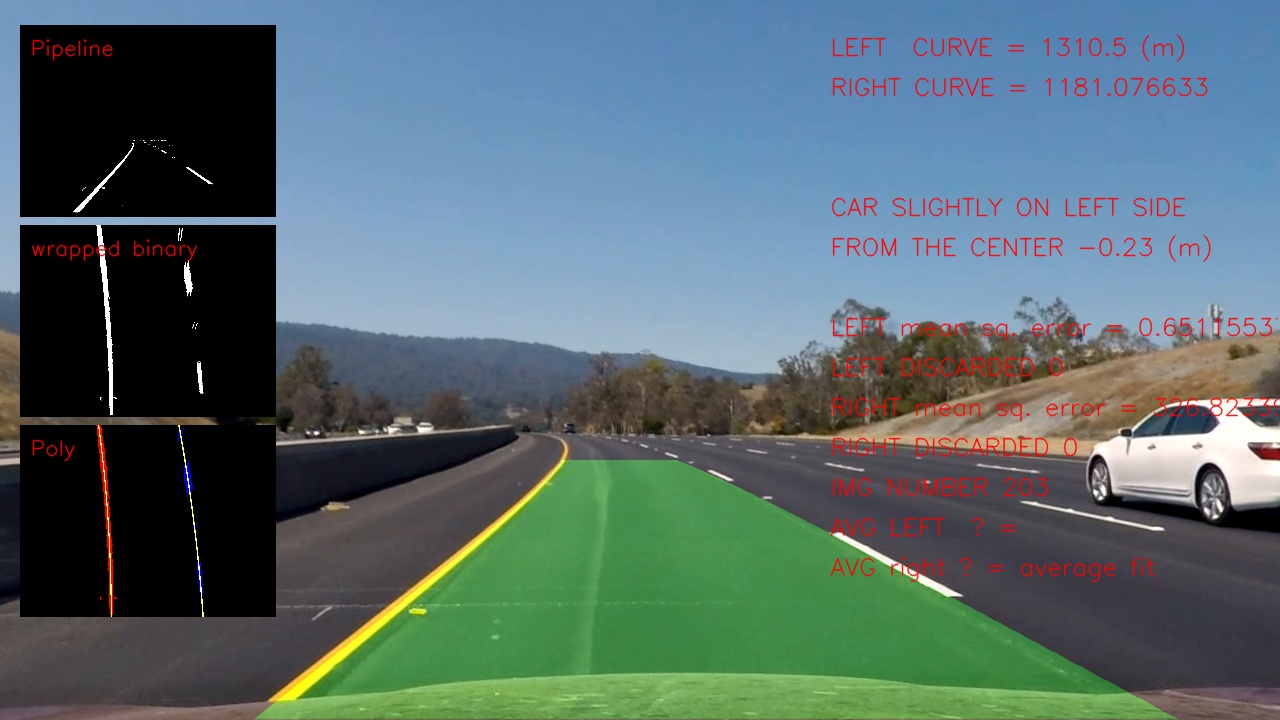 Pipeline
wrapped binary
Poly
LEFT CURVE = 1310.5 (m)
RIGHT CURVE = 1181.076633
CAR SLIGHTLY ON LEFT SIDE
FROM THE CENTER -0.23 (m)
LEFT mean sq. error = 0.6511553
LEFT DISCARDED 0
RIGHT mean sq. error = 326.8233
RIGHT DISCARDED 0
IMG NUMBER 203
AVG LEFT ? =
AVG right ? = average fit